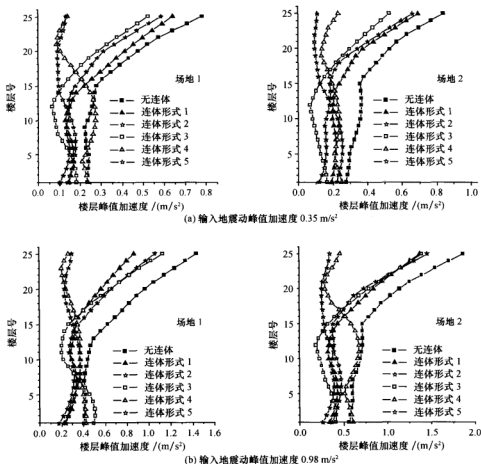 25
20
15
10
5
楼层号
场地 1
无连体
连体形式 1
连体形式 2
连体形式 3
连体形式 4
连体形式 5
0.0 0.2 0.4 0.6 0.8
楼层峰值加速度 /(m/s²)
25
20
15
10
5
楼层号
场地 2
无连体
连体形式 1
连体形式 2
连体形式 3
连体形式 4
连体形式 5
0.0 0.2 0.4 0.6 0.8 1.0
楼层峰值加速度 /(m/s²)
(a) 输入地震动峰值加速度 0.35 m/s²
25
20
15
10
5
楼层号
场地 1
无连体
连体形式 1
连体形式 2
连体形式 3
连体形式 4
连体形式 5
0.0 0.2 0.4 0.6 0.8 1.0 1.2 1.4 1.6
楼层峰值加速度 /(m/s²)
25
20
15
10
5
楼层号
场地 2
无连体
连体形式 1
连体形式 2
连体形式 3
连体形式 4
连体形式 5
0.0 0.5 1.0 1.5 2.0
楼层峰值加速度 /(m/s²)
(b) 输入地震动峰值加速度 0.98 m/s²